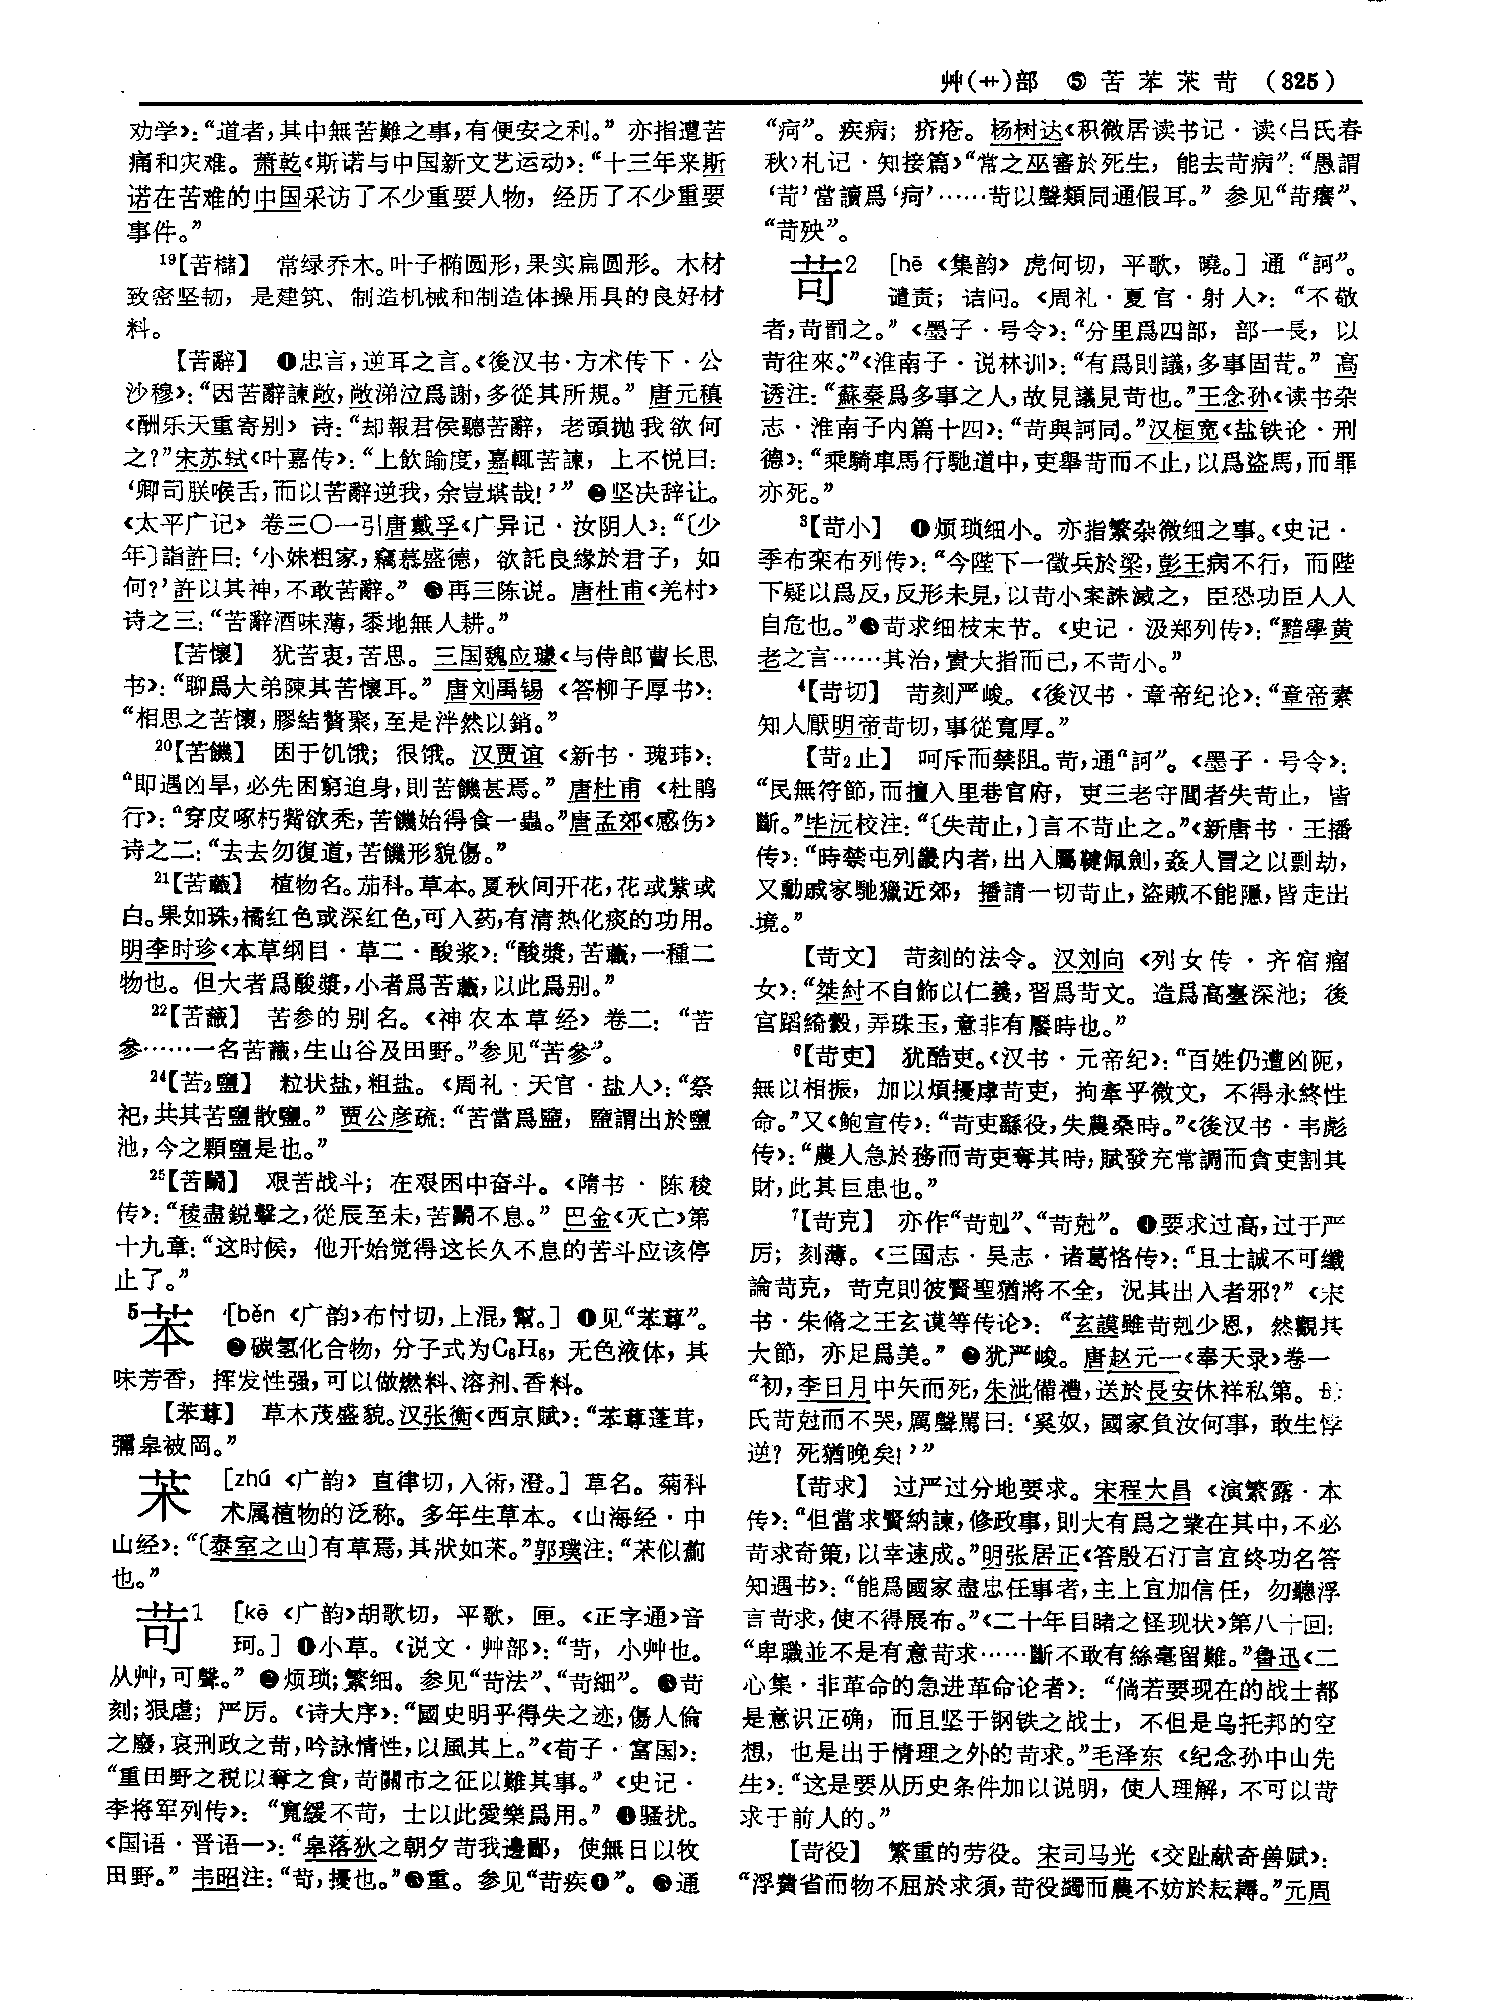 艸(艹)部 ⑤ 苦苯苿苛 (325)
劝学》:“道者,其中無苦難之事,有便安之利。”亦指遭苦
痛和灾难。萧乾《斯诺与中国新文艺运动》:“十三年来斯
诺在苦难的中国采访了不少重要人物,经历了不少重要
事件。”
19【苦櫧】 常绿乔木。叶子椭圆形,果实扁圆形。木材
致密坚韧,是建筑、制造机械和制造体操用具的良好材
料。
【苦辭】 ❶忠言,逆耳之言。《後汉书·方术传下·公
沙穆》:“因苦辭諫敞,敞涕泣爲謝,多從其所規。”唐元稹
《酬乐天重寄别》诗:“却報君侯聽苦辭,老頭抛我欲何
之?”宋苏轼《叶嘉传》:“上飲踰度,嘉輒苦諫,上不悦曰:
‘卿司朕喉舌,而以苦辭逆我,余豈堪哉!’”❷坚决辞让。
《太平广记》卷三〇一引唐戴孚《广异记·汝阴人》:“〔少
年〕詣許曰:‘小妹粗家,竊慕盛德,欲託良緣於君子,如
何?’許以其神,不敢苦辭。”❸再三陈说。唐杜甫《羌村》
诗之三:“苦辭酒味薄,黍地無人耕。”
【苦懷】 犹苦衷,苦思。三国魏应璩《与侍郎曹长思
书》:“聊爲大弟陳其苦懷耳。”唐刘禹锡《答柳子厚书》:
“相思之苦懷,膠結贅聚,至是泮然以銷。”
20【苦饑】 困于饥饿;很饿。汉贾谊《新书·瑰玮》:
“即遇凶旱,必先困窮迫身,則苦饑甚焉。”唐杜甫《杜鹃
行》:“穿皮啄朽觜欲秃,苦饑始得食一蟲。”唐孟郊《感伤》
诗之二:“去去勿復道,苦饑形貌傷。”
21【苦蘵】 植物名。茄科。草本。夏秋间开花,花或紫或
白。果如珠,橘红色或深红色,可入药,有清热化痰的功用。
明李时珍《本草纲目·草二·酸浆》:“酸漿,苦蘵,一種二
物也。但大者爲酸漿,小者爲苦蘵,以此爲别。”
22【苦蘵】 苦参的别名。《神农本草经》卷二:“苦
参……一名苦蘵,生山谷及田野。”参见“苦参”。
24【苦2鹽】 粒状盐,粗盐。《周礼·天官·盐人》:“祭
祀,共其苦鹽散鹽。”贾公彦疏:“苦當爲盬,盬謂出於鹽
池,今之顆鹽是也。”
25【苦鬭】 艰苦战斗;在艰困中奋斗。《隋书·陈稜
传》:“稜盡鋭擊之,從辰至未,苦鬭不息。”巴金《灭亡》第
十九章:“这时候,他开始觉得这长久不息的苦斗应该停
止了。”
5苯 [běn《广韵》布忖切,上混,幫。]❶见“苯䔿”。
❷碳氢化合物,分子式为C6H6,无色液体,其
味芳香,挥发性强,可以做燃料、溶剂、香料。
【苯䔿】 草木茂盛貌。汉张衡《西京赋》:“苯䔿蓬茸,
彌皋被岡。”
苿 [zhú《广韵》直律切,入術,澄。]草名。菊科
术属植物的泛称。多年生草本。《山海经·中
山经》:“〔泰室之山〕有草焉,其狀如苿。”郭璞注:“苿似薊
也。”
苛1 [kē《广韵》胡歌切,平歌,匣。《正字通》音
珂。]❶小草。《说文·艸部》:“苛,小艸也。
从艸,可聲。”❷烦琐;繁细。参见“苛法”、“苛细”。❸苛
刻;狠虐;严厉。《诗大序》:“國史明乎得失之迹,傷人倫
之廢,哀刑政之苛,吟詠情性,以風其上。”《荀子·富国》:
“重田野之税以奪之食,苛關市之征以難其事。”《史记·
李将军列传》:“寬緩不苛,士以此愛樂爲用。”❹骚扰。
《国语·晋语一》:“皋落狄之朝夕苛我邊鄙,使無日以牧
田野。”韦昭注:“苛,擾也。”❺重。参见“苛疾❶”。❻通
“疴”。疾病;疥疮。杨树达《积微居读书记·读〈吕氏春
秋〉札记·知接篇》“常之巫審於死生,能去苛病”:“愚謂
‘苛’當讀爲‘疴’……苛以聲類同通假耳。”参见“苛癢”、
“苛殃”。
苛2 [hē《集韵》虎何切,平歌,曉。]通“訶”。
谴责;诘问。《周礼·夏官·射人》:“不敬
者,苛罰之。”《墨子·号令》:“分里爲四部,部一長,以
苛往來。”《淮南子·说林训》:“有爲則議,多事固苛。”高
诱注:“蘇秦爲多事之人,故見議見苛也。”王念孙《读书杂
志·淮南子内篇十四》:“苛與訶同。”汉桓宽《盐铁论·刑
德》:“乘騎車馬行馳道中,吏舉苛而不止,以爲盗馬,而罪
亦死。”
3【苛小】 ❶烦琐细小。亦指繁杂微细之事。《史记·
季布栾布列传》:“今陛下一徵兵於梁,彭王病不行,而陛
下疑以爲反,反形未見,以苛小案誅滅之,臣恐功臣人人
自危也。”❷苛求细枝末节。《史记·汲郑列传》:“黯學黄
老之言……其治,責大指而已,不苛小。”
4【苛切】 苛刻严峻。《後汉书·章帝纪论》:“章帝素
知人厭明帝苛切,事從寬厚。”
【苛2止】 呵斥而禁阻。苛,通“訶”。《墨子·号令》:
“民無符節,而擅入里巷官府,吏三老守閭者失苛止,皆
斷。”毕沅校注:“〔失苛止,〕言不苛止之。”《新唐书·王播
传》:“時禁屯列畿内者,出入屬鞬佩劍,姦人冒之以剽劫,
又勳戚家馳獵近郊,播請一切苛止,盗賊不能隱,皆走出
境。”
【苛文】 苛刻的法令。汉刘向《列女传·齐宿瘤
女》:“桀紂不自飾以仁義,習爲苛文。造爲高臺深池;後
宫蹈綺縠,弄珠玉,意非有饜時也。”
6【苛吏】 犹酷吏。《汉书·元帝纪》:“百姓仍遭凶阨,
無以相振,加以煩擾虖苛吏,拘牽乎微文,不得永終性
命。”又《鲍宣传》:“苛吏繇役,失農桑時。”《後汉书·韦彪
传》:“農人急於務而苛吏奪其時,賦發充常調而貪吏割其
財,此其巨患也。”
7【苛克】 亦作“苛剋”、“苛尅”。❶要求过高,过于严
厉;刻薄。《三国志·吴志·诸葛恪传》:“且士誠不可纖
論苛克,苛克則彼賢聖猶將不全,況其出入者邪?”《宋
书·朱脩之王玄谟等传论》:“玄謨雖苛剋少恩,然觀其
大節,亦足爲美。”❷犹严峻。唐赵元一《奉天录》卷一
“初,李日月中矢而死,朱泚備禮,送於長安休祥私第。母
氏苛尅而不哭,厲聲駡曰:‘奚奴,國家負汝何事,敢生悖
逆?死猶晚矣!’”
【苛求】 过严过分地要求。宋程大昌《演繁露·本
传》:“但當求賢納諫,修政事,則大有爲之業在其中,不必
苛求奇策,以幸速成。”明张居正《答殷石汀言宜终功名答
知遇书》:“能爲國家盡忠任事者,主上宜加信任,勿聽浮
言苛求,使不得展布。”《二十年目睹之怪现状》第八十回:
“卑職並不是有意苛求……斷不敢有絲毫留難。”鲁迅《二
心集·非革命的急进革命论者》:“倘若要现在的战士都
是意识正确,而且坚于钢铁之战士,不但是乌托邦的空
想,也是出于情理之外的苛求。”毛泽东《纪念孙中山先
生》:“这是要从历史条件加以说明,使人理解,不可以苛
求于前人的。”
【苛役】 繁重的劳役。宋司马光《交趾献奇兽赋》:
“浮費省而物不屈於求須,苛役蠲而農不妨於耘耨。”元周